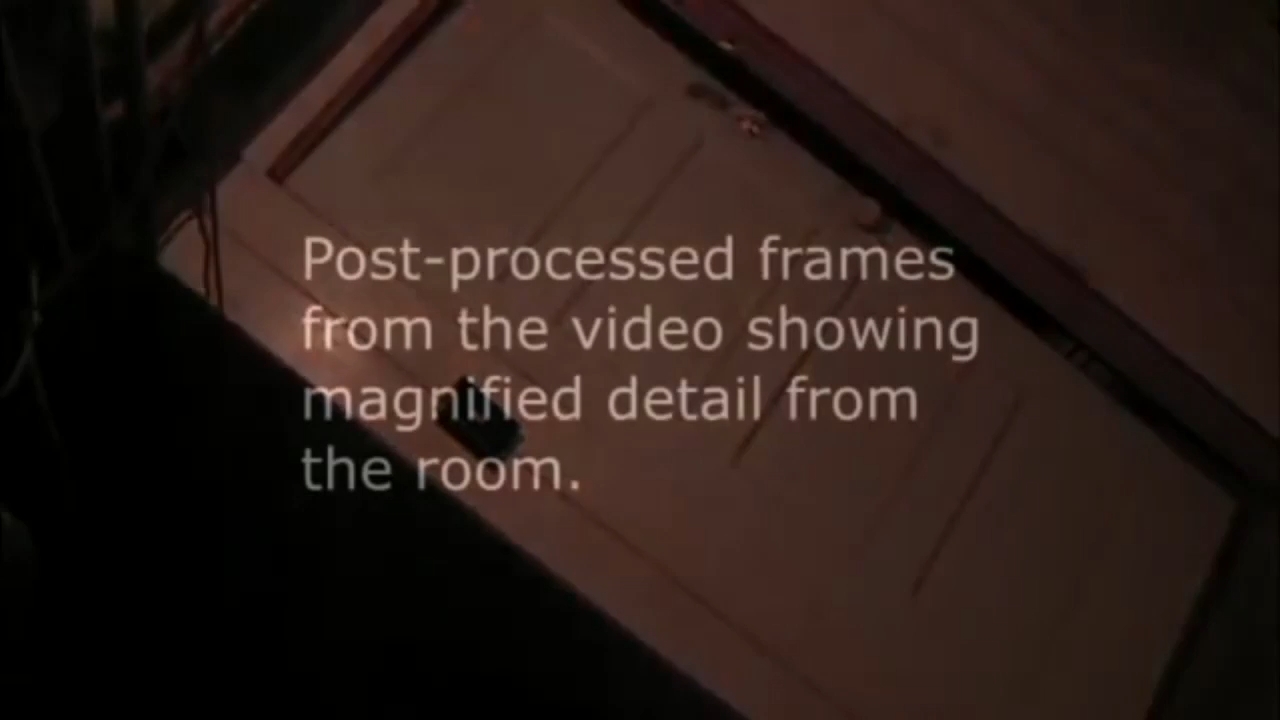 Post-processed frames
from the video showing
magnified detail from
the room.